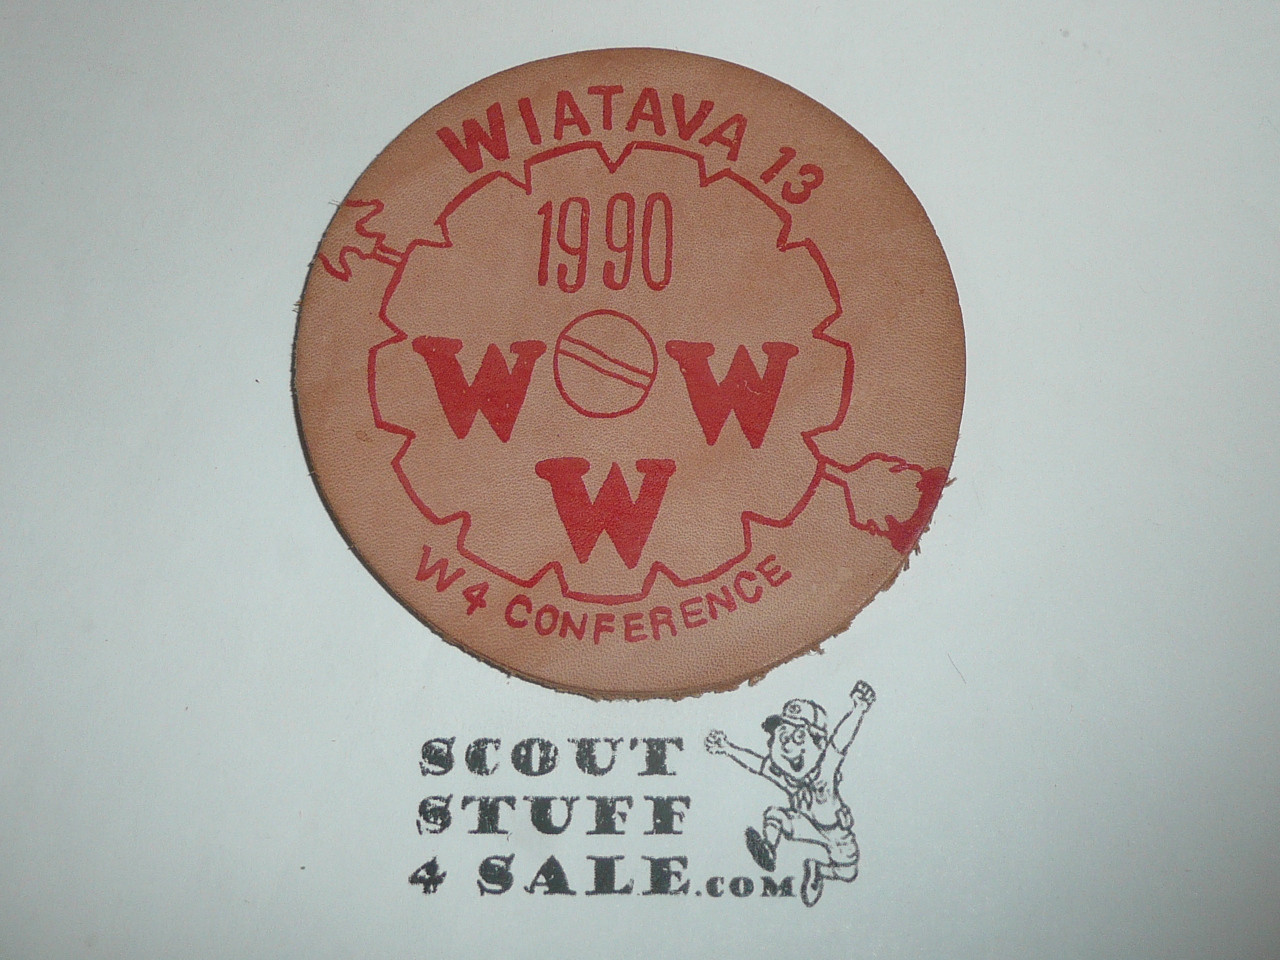 WIATAVA 13
1990
W W
W
W4 CONFERENCE
SCOUT
STUFF
4 SALE.COM